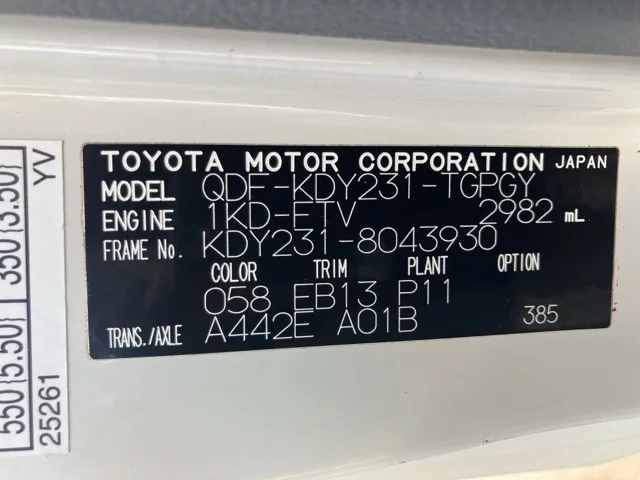 TOYOTA MOTOR CORPORATION JAPAN
MODEL QDF-KDY231-TGPGY
ENGINE 1KD-FTV 2982 mL
FRAME No. KDY231-8043930
COLOR TRIM PLANT OPTION
058 EB13 P11
TRANS./AXLE A442E A01B 385
550(5.50) 350(3.50)
25261 YV